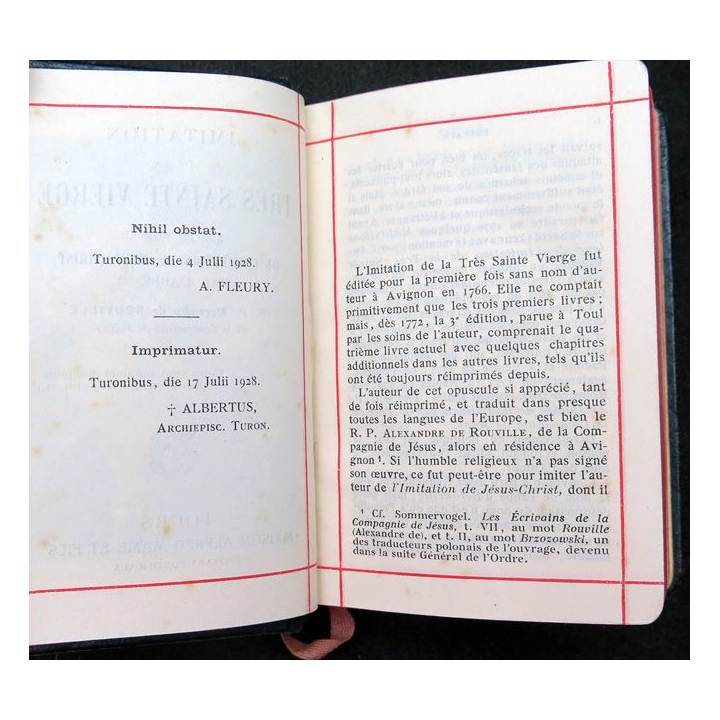 Nihil obstat.
Turonibus, die 4 Julii 1928.
A. FLEURY.
Imprimatur.
Turonibus, die 17 Julii 1928.
† ALBERTUS,
ARCHIEPISC. TURON.
L'Imitation de la Très Sainte Vierge fut
éditée pour la première fois sans nom d'au-
teur à Avignon en 1766. Elle ne comptait
primitivement que les trois premiers livres ;
mais, dès 1772, la 3e édition, parue à Toul
par les soins de l'auteur, comprenait le qua-
trième livre actuel avec quelques chapitres
additionnels dans les autres livres, tels qu'ils
ont été toujours réimprimés depuis.
L'auteur de cet opuscule si apprécié, tant
de fois réimprimé, et traduit dans presque
toutes les langues de l'Europe, est bien le
R. P. ALEXANDRE DE ROUVILLE, de la Com-
pagnie de Jésus, alors en résidence à Avi-
gnon¹. Si l'humble religieux n'a pas signé
son œuvre, ce fut peut-être pour imiter l'au-
teur de l'Imitation de Jésus-Christ, dont il
¹ Cf. Sommervogel. Les Écrivains de la
Compagnie de Jésus, t. VII, au mot Rouville
(Alexandre de), et t. II, au mot Brzozowski, un
des traducteurs polonais de l'ouvrage, devenu
dans la suite Général de l'Ordre.